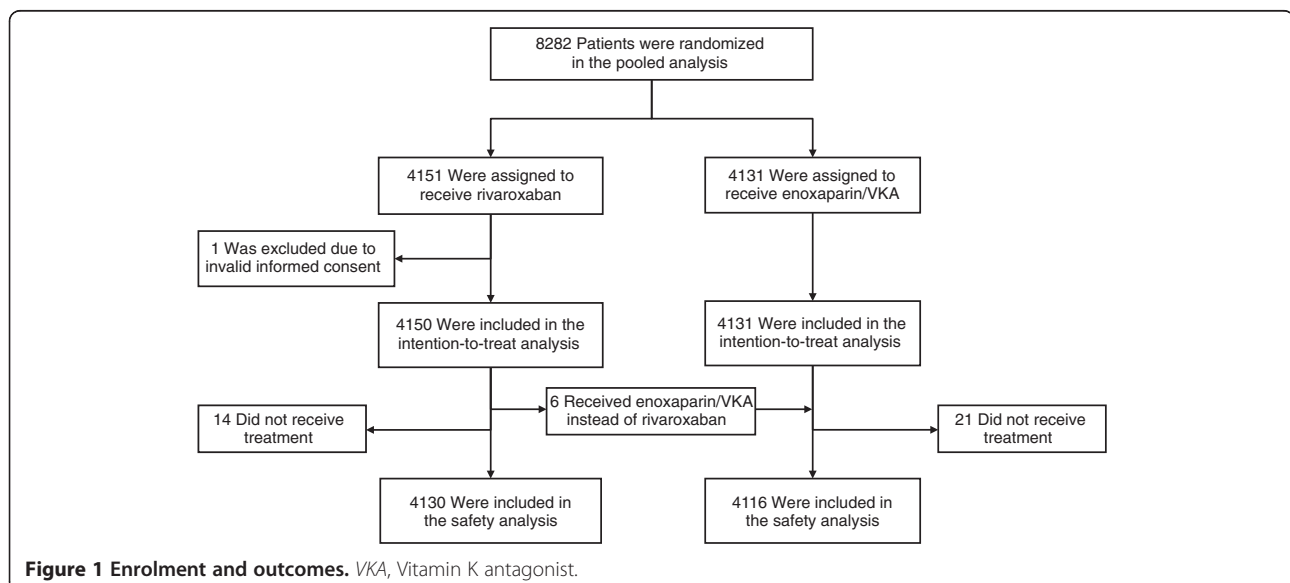 8282 Patients were randomized
in the pooled analysis
4151 Were assigned to
receive rivaroxaban
4131 Were assigned to
receive enoxaparin/VKA
1 Was excluded due to
invalid informed consent
4150 Were included in the
intention-to-treat analysis
4131 Were included in the
intention-to-treat analysis
14 Did not receive
treatment
6 Received enoxaparin/VKA
instead of rivaroxaban
21 Did not receive
treatment
4130 Were included in
the safety analysis
4116 Were included in
the safety analysis
Figure 1 Enrolment and outcomes. VKA, Vitamin K antagonist.